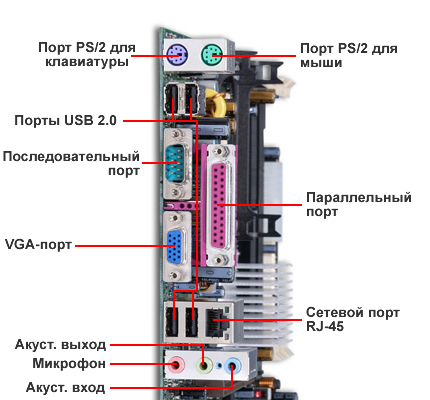 Порт PS/2 для
клавиатуры
Порт PS/2 для
мыши
Порты USB 2.0
Последовательный
порт
Параллельный
порт
VGA-порт
Сетевой порт
RJ-45
Акуст. выход
Микрофон
Акуст. вход